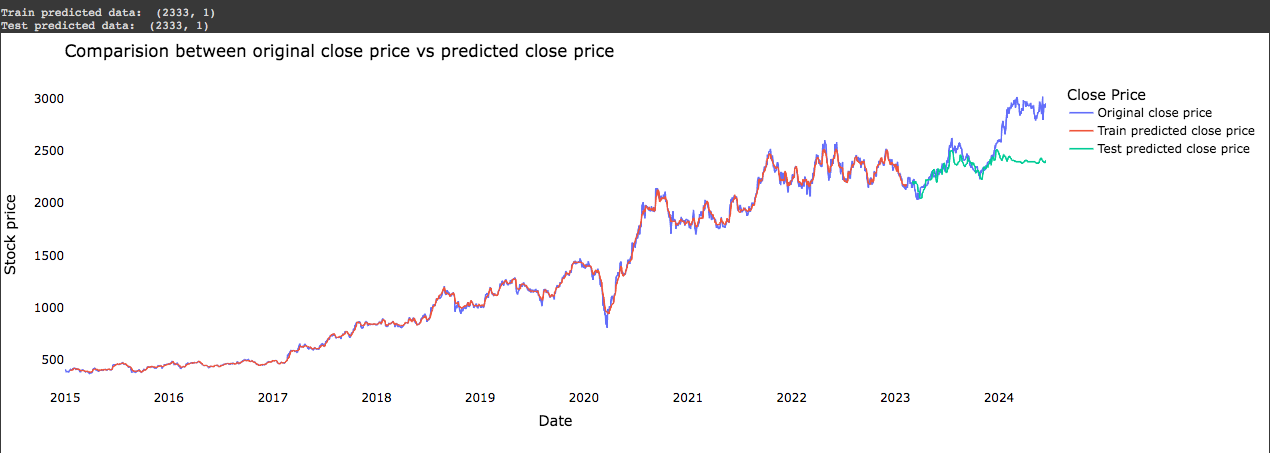 Train predicted data:  (2333, 1)
Test predicted data:  (2333, 1)
Comparision between original close price vs predicted close price
Close Price
Original close price
Train predicted close price
Test predicted close price
Stock price
3000
2500
2000
1500
1000
500
2015 2016 2017 2018 2019 2020 2021 2022 2023 2024
Date